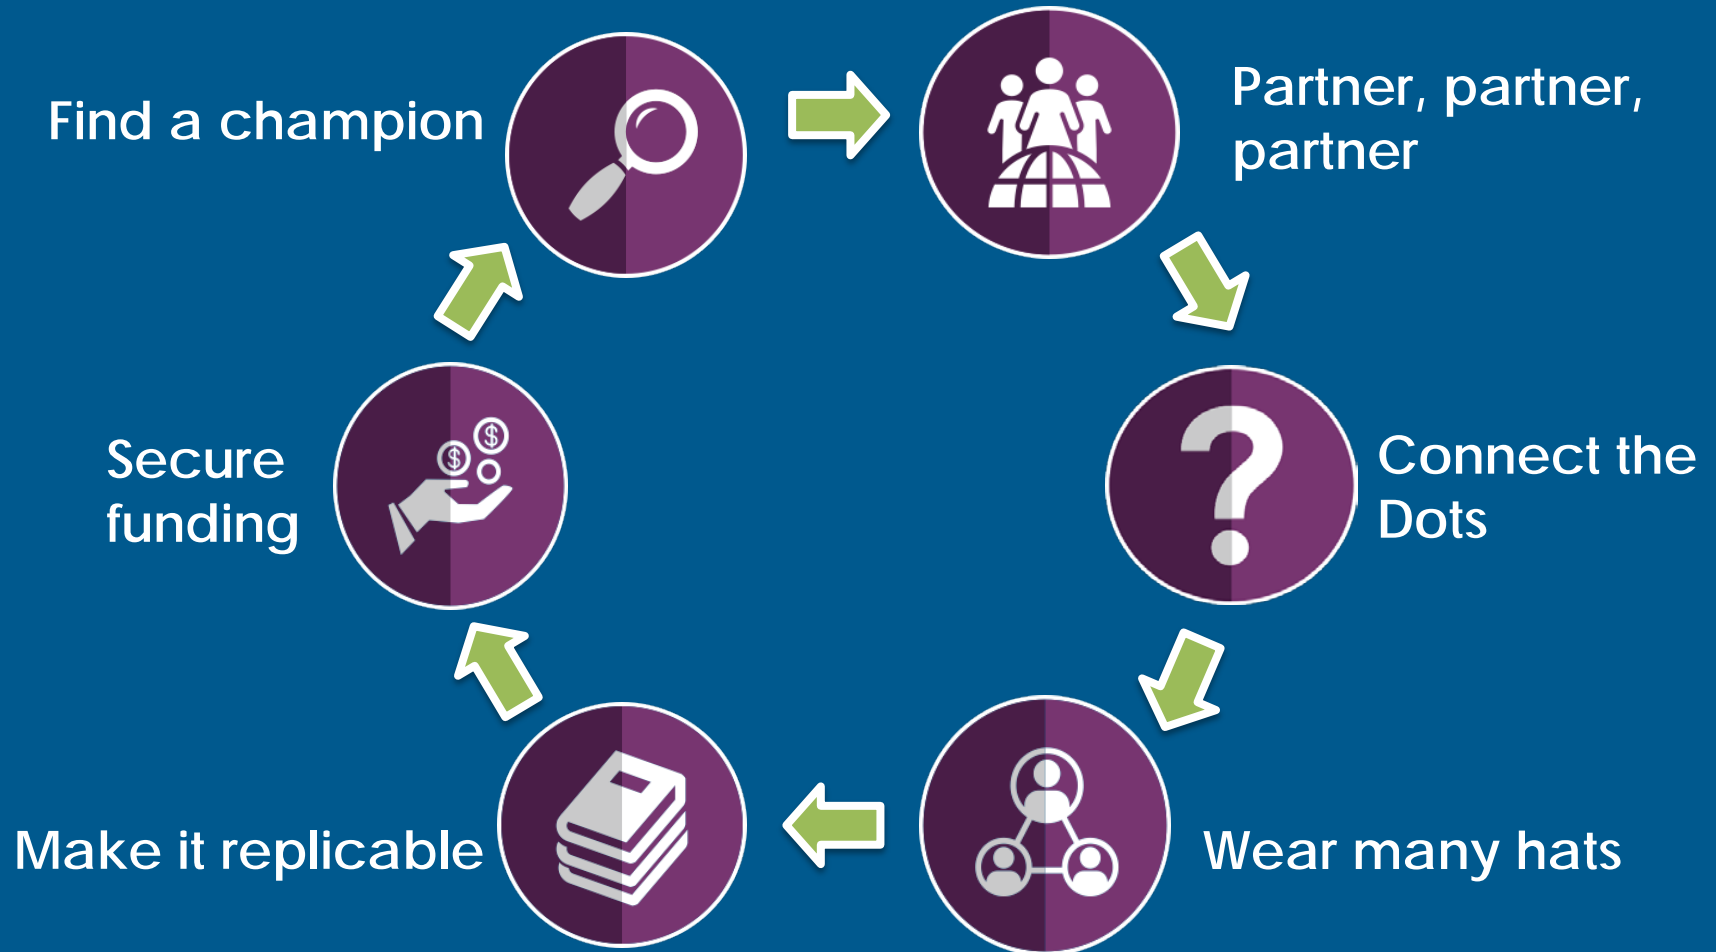 Find a champion
Partner, partner,
partner
Connect the
Dots
Wear many hats
Make it replicable
Secure
funding
$
$